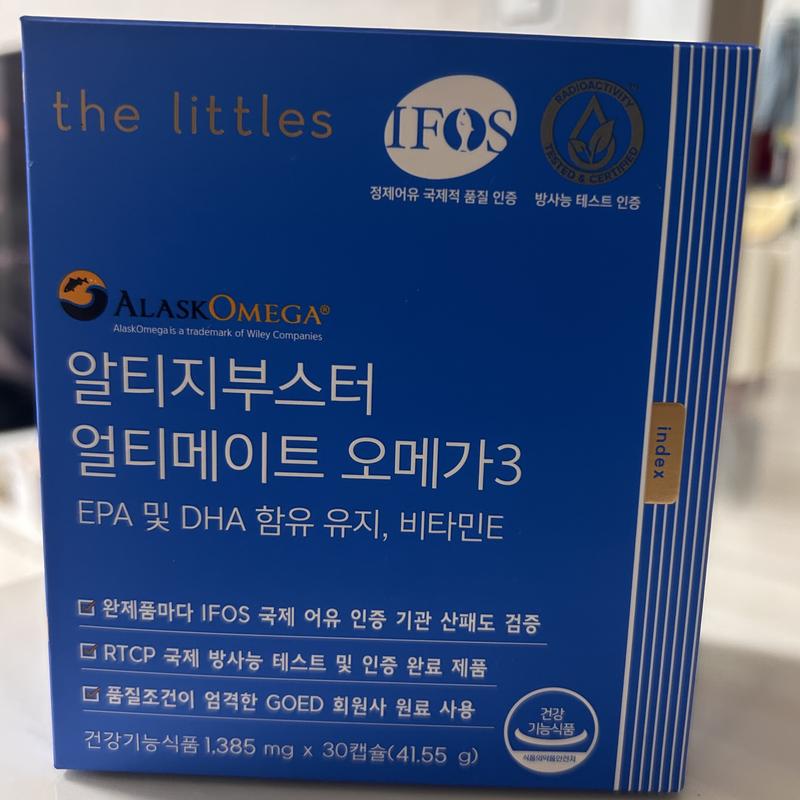 the littles
IFOS
정제어유 국제적 품질 인증
RADIOACTIVITY
TESTED & CERTIFIED
방사능 테스트 인증
ALASKOMEGA®
AlaskOmega is a trademark of Wiley Companies
알티지부스터
얼티메이트 오메가3
EPA 및 DHA 함유 유지, 비타민E
index
완제품마다 IFOS 국제 어유 인증 기관 산패도 검증
RTCP 국제 방사능 테스트 및 인증 완료 제품
품질조건이 엄격한 GOED 회원사 원료 사용
건강기능식품 1,385 mg x 30캡슐(41.55 g)
건강
기능식품
식품의약품안전처